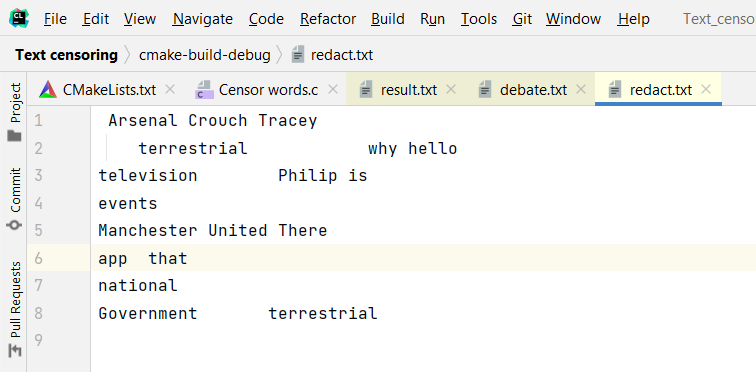 CL File Edit View Navigate Code Refactor Build Run Tools Git Window Help Text_censo
Text censoring cmake-build-debug redact.txt
Project
Commit
Pull Requests
CMakeLists.txt C Censor words.c result.txt debate.txt redact.txt
1 Arsenal Crouch Tracey
2 terrestrial why hello
3 television Philip is
4 events
5 Manchester United There
6 app that
7 national
8 Government terrestrial
9